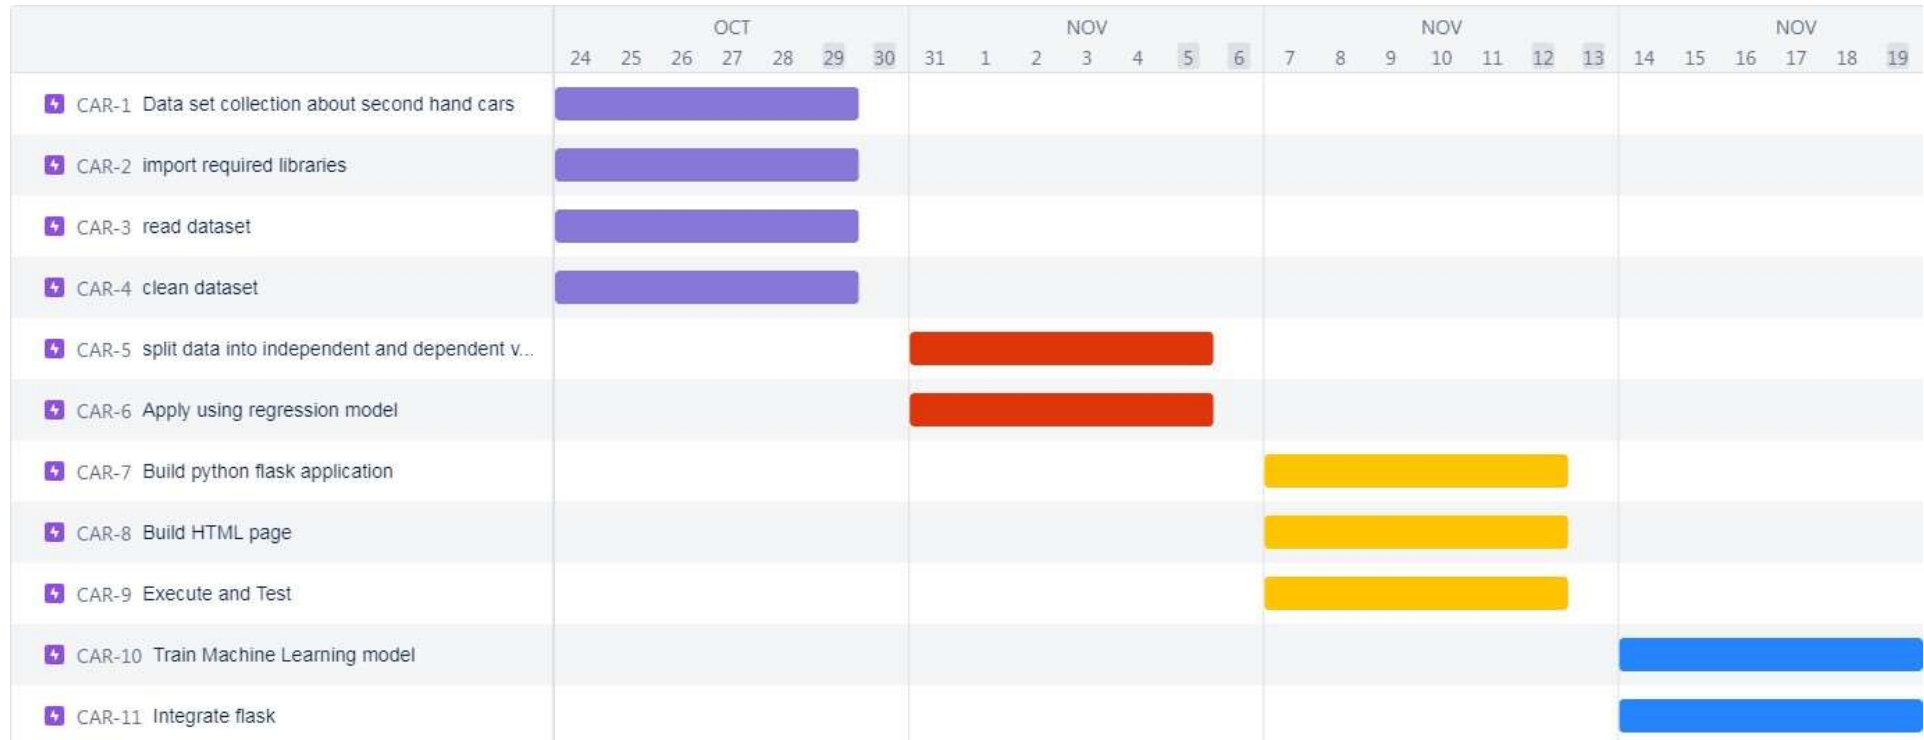 OCT NOV NOV NOV
24 25 26 27 28 29 30 31 1 2 3 4 5 6 7 8 9 10 11 12 13 14 15 16 17 18 19
CAR-1 Data set collection about second hand cars
CAR-2 import required libraries
CAR-3 read dataset
CAR-4 clean dataset
CAR-5 split data into independent and dependent v...
CAR-6 Apply using regression model
CAR-7 Build python flask application
CAR-8 Build HTML page
CAR-9 Execute and Test
CAR-10 Train Machine Learning model
CAR-11 Integrate flask